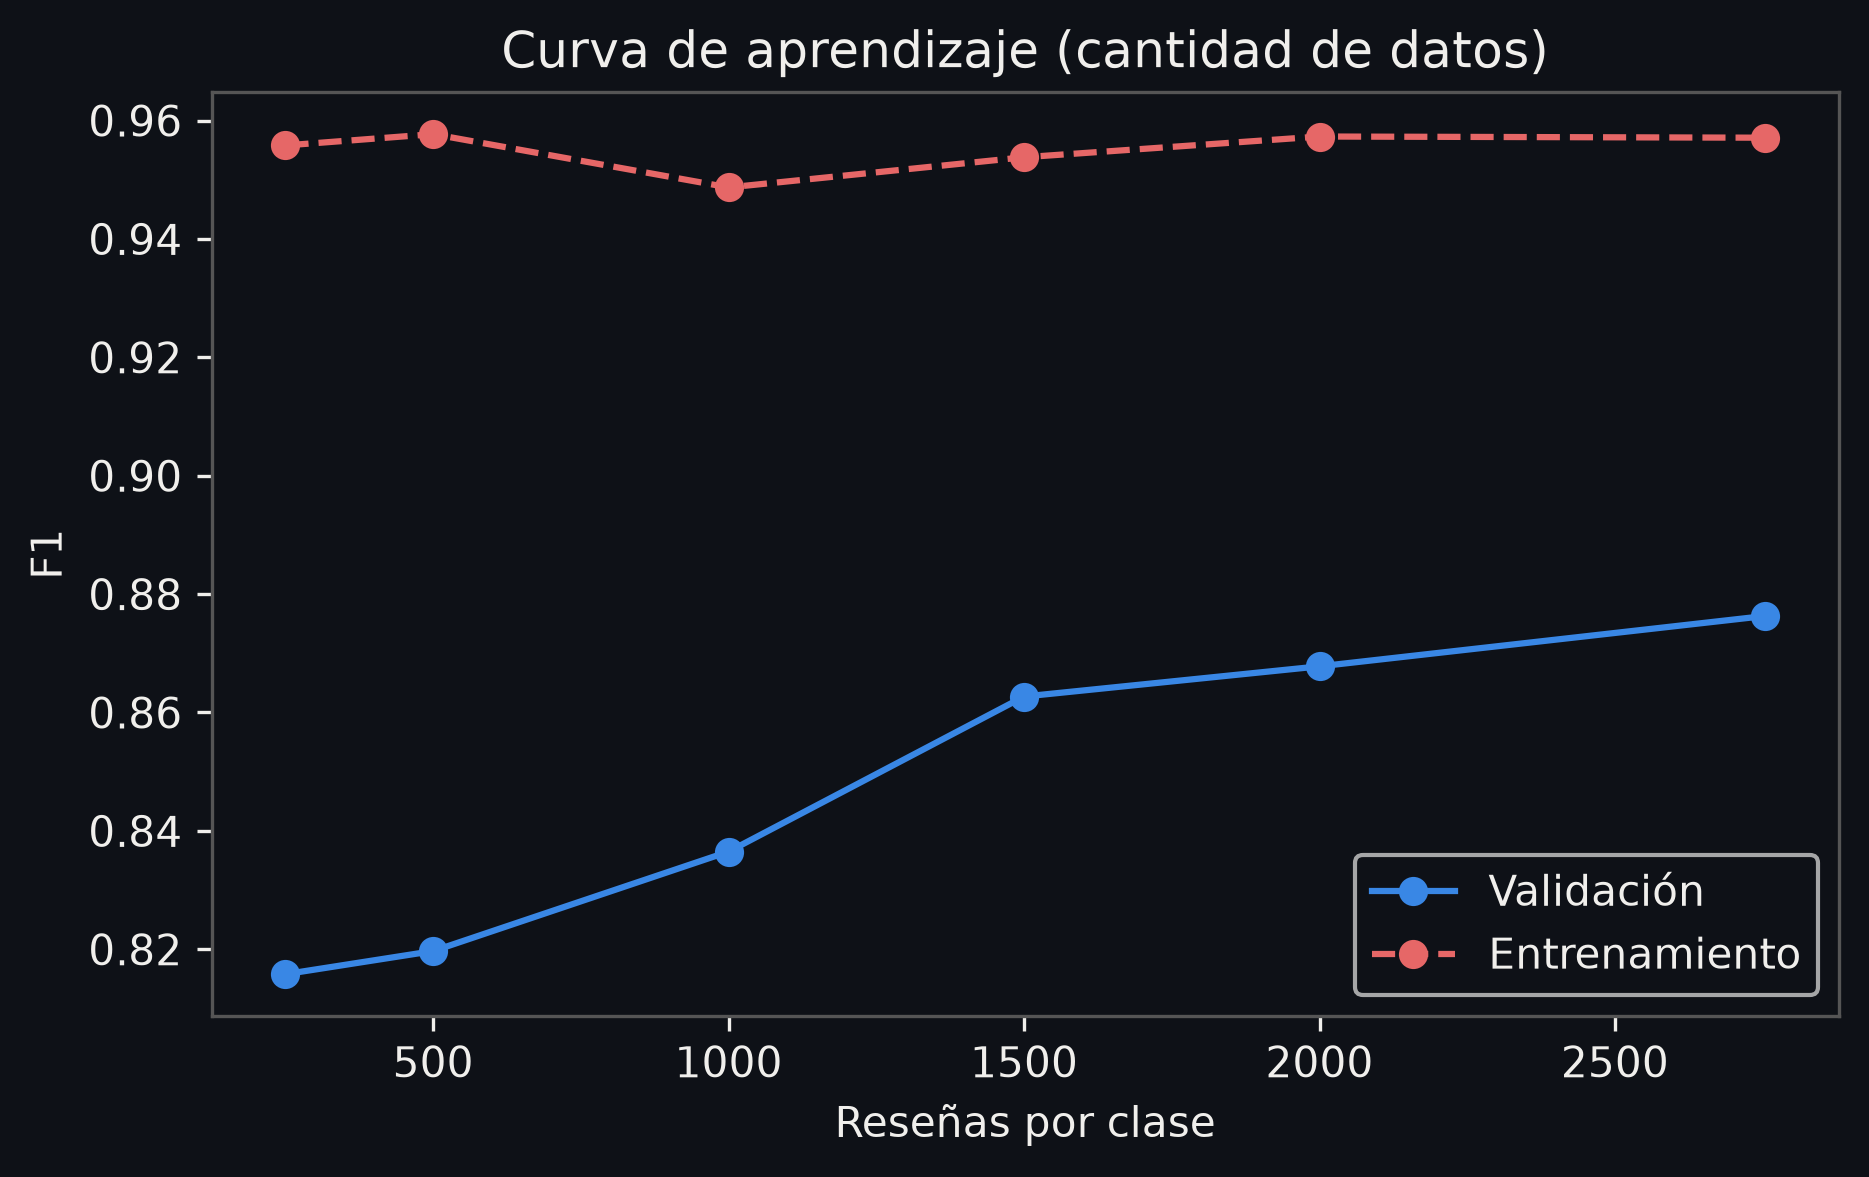 Curva de aprendizaje (cantidad de datos)
0.96
0.94
0.92
0.90
0.88
0.86
0.84
0.82
F1
500 1000 1500 2000 2500
Reseñas por clase
Validación
Entrenamiento